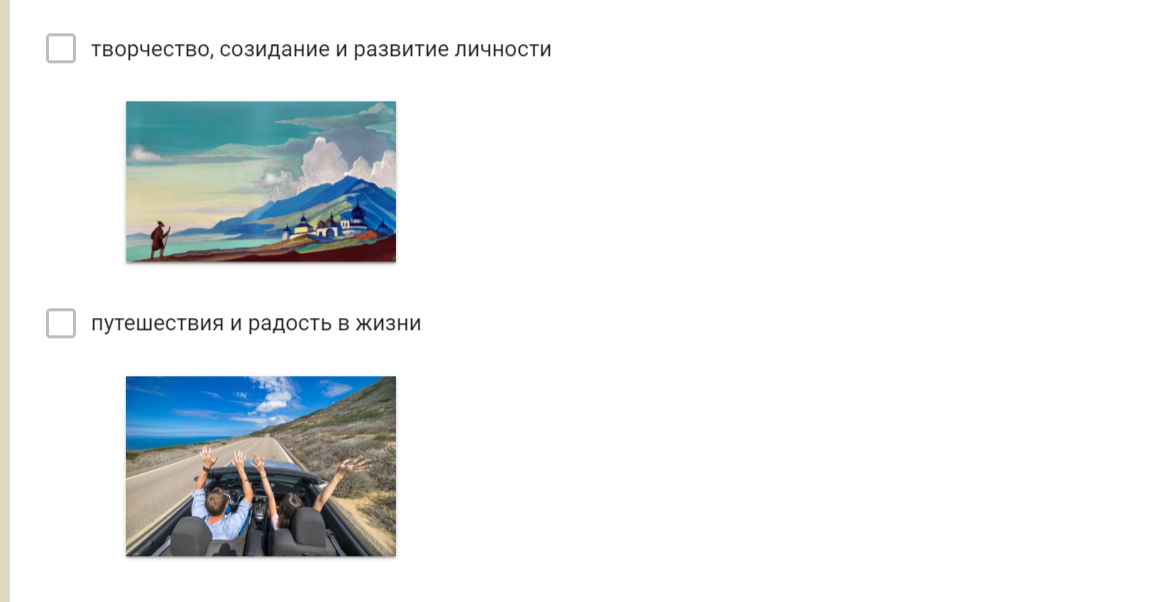 творчество, созидание и развитие личности
путешествия и радость в жизни